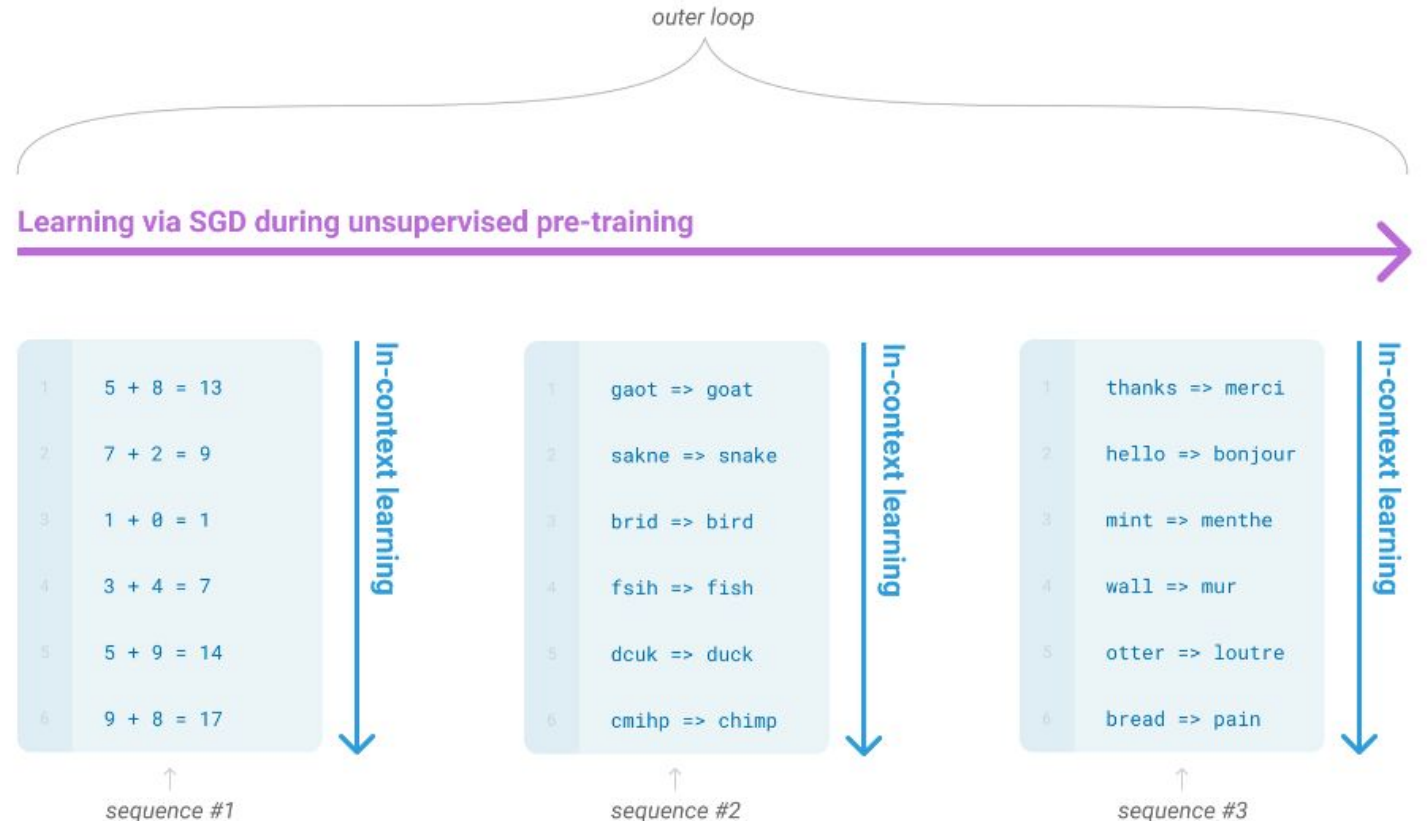 outer loop
Learning via SGD during unsupervised pre-training
1 5 + 8 = 13
2 7 + 2 = 9
3 1 + 0 = 1
4 3 + 4 = 7
5 5 + 9 = 14
6 9 + 8 = 17
In-context learning
sequence #1
1 gaot => goat
2 sakne => snake
3 brid => bird
4 fsih => fish
5 dcuk => duck
6 cmihp => chimp
In-context learning
sequence #2
1 thanks => merci
2 hello => bonjour
3 mint => menthe
4 wall => mur
5 otter => loutre
6 bread => pain
In-context learning
sequence #3